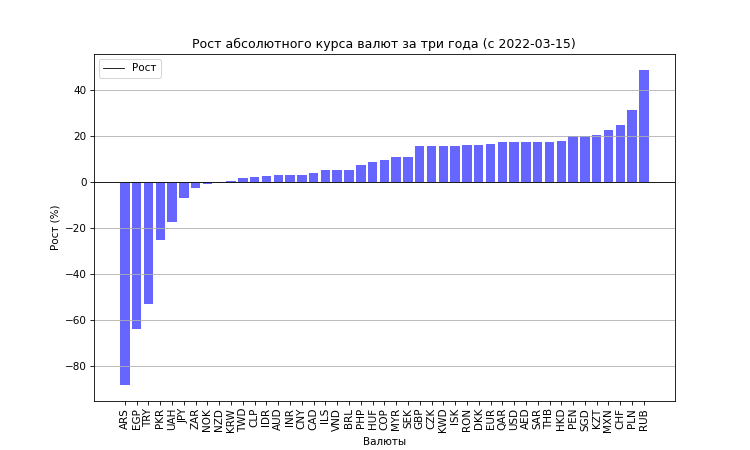 Рост абсолютного курса валют за три года (с 2022-03-15)
Рост
Рост (%)
40
20
0
−20
−40
−60
−80
ARS EGP TRY PKR UAH JPY ZAR NOK NZD KRW TWD CLP IDR AUD INR CNY CAD ILS VND BRL PHP HUF COP MYR SEK GBP CZK KWD ISK RON DKK EUR QAR USD AED SAR THB HKD PEN SGD KZT MXN CHF PLN RUB
Валюты